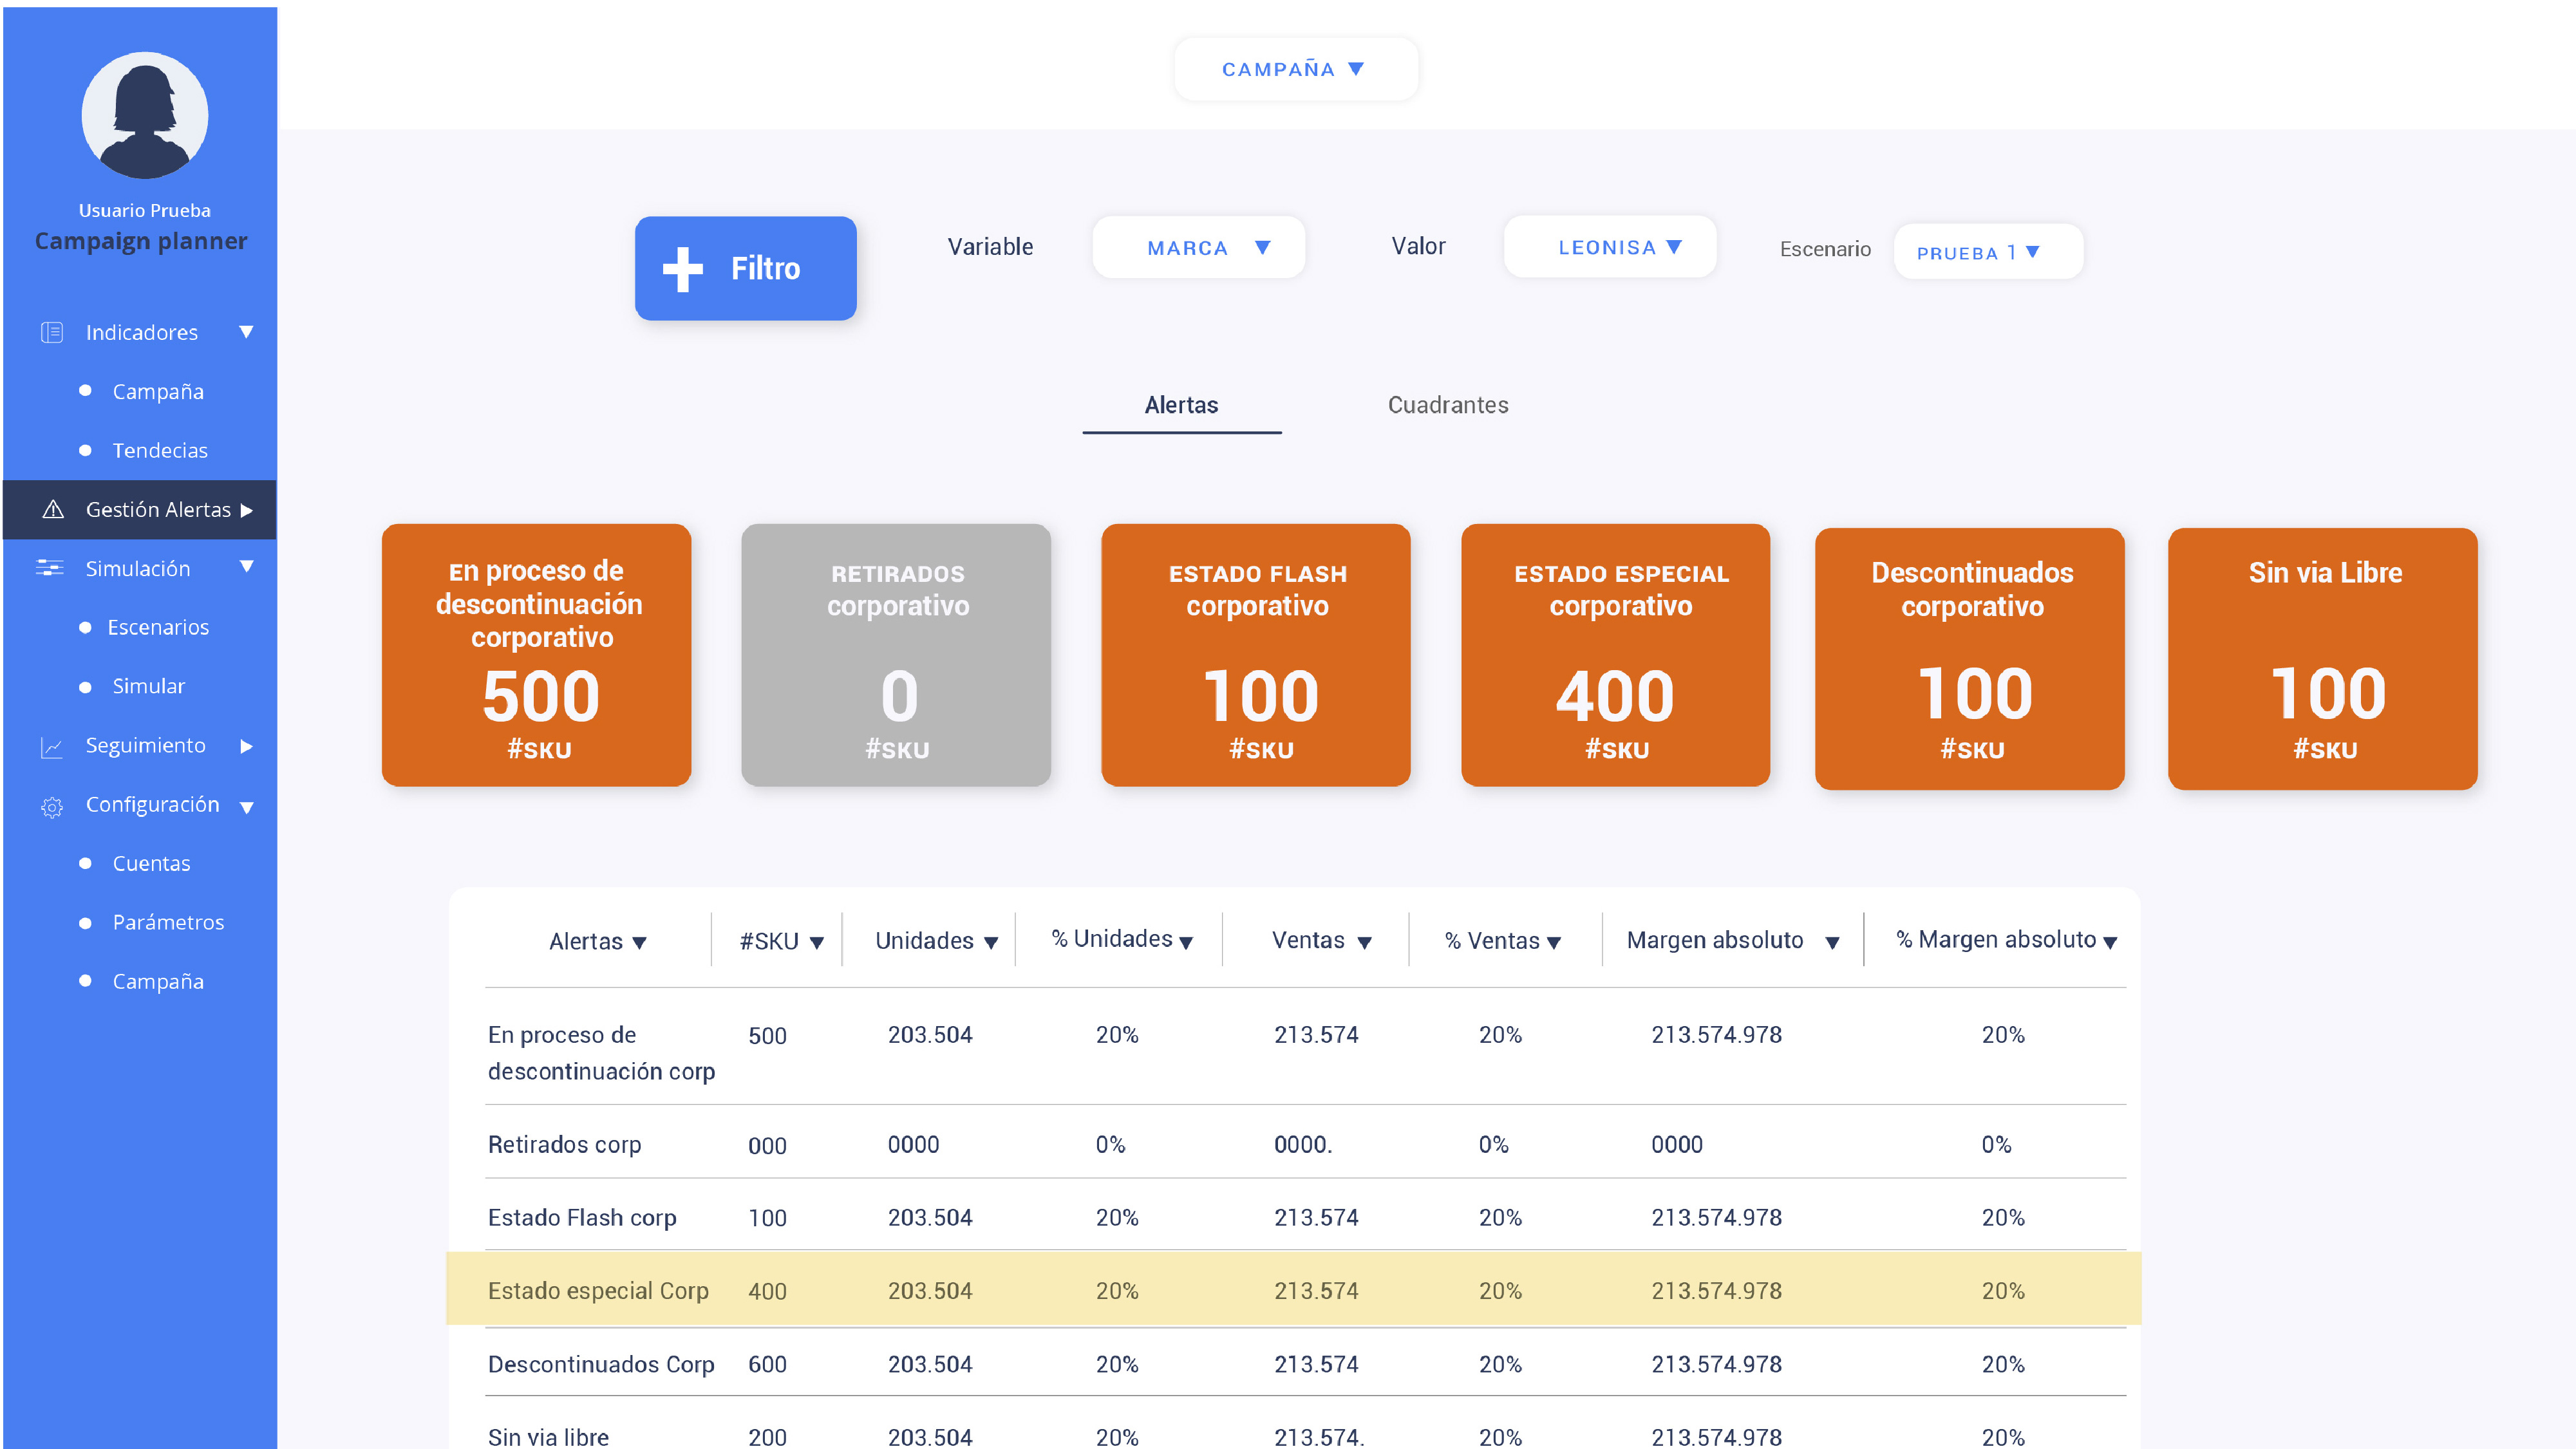 CAMPAÑA
Usuario Prueba
Campaign planner
Indicadores
Campaña
Tendecias
Gestión Alertas
Simulación
Escenarios
Simular
Seguimiento
Configuración
Cuentas
Parámetros
Campaña
Filtro
Variable
MARCA
Valor
LEONISA
Escenario
PRUEBA 1
Alertas
Cuadrantes
En proceso de
descontinuación
corporativo
500
#SKU
RETIRADOS
corporativo
0
#SKU
ESTADO FLASH
corporativo
100
#SKU
ESTADO ESPECIAL
corporativo
400
#SKU
Descontinuados
corporativo
100
#SKU
Sin via Libre
100
#SKU
Alertas #SKU Unidades % Unidades Ventas % Ventas Margen absoluto % Margen absoluto
En proceso de 500 203.504 20% 213.574 20% 213.574.978 20%
descontinuación corp
Retirados corp 000 0000 0% 0000. 0% 0000 0%
Estado Flash corp 100 203.504 20% 213.574 20% 213.574.978 20%
Estado especial Corp 400 203.504 20% 213.574 20% 213.574.978 20%
Descontinuados Corp 600 203.504 20% 213.574 20% 213.574.978 20%
Sin via libre 200 203.504 20% 213.574. 20% 213.574.978 20%